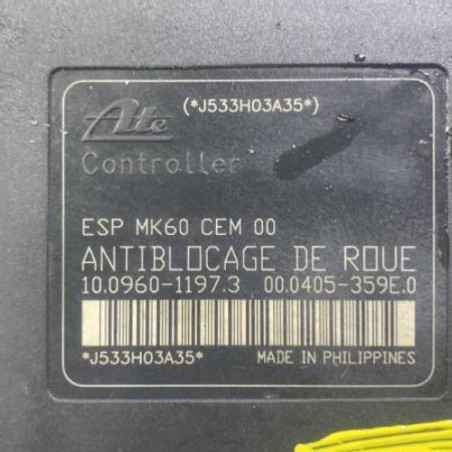 (*J533H03A35*)
Ate
Controller
ESP MK60 CEM 00
ANTIBLOCAGE DE ROUE
10.0960-1197.3 00.0405-359E.0
*J533H03A35* MADE IN PHILIPPINES